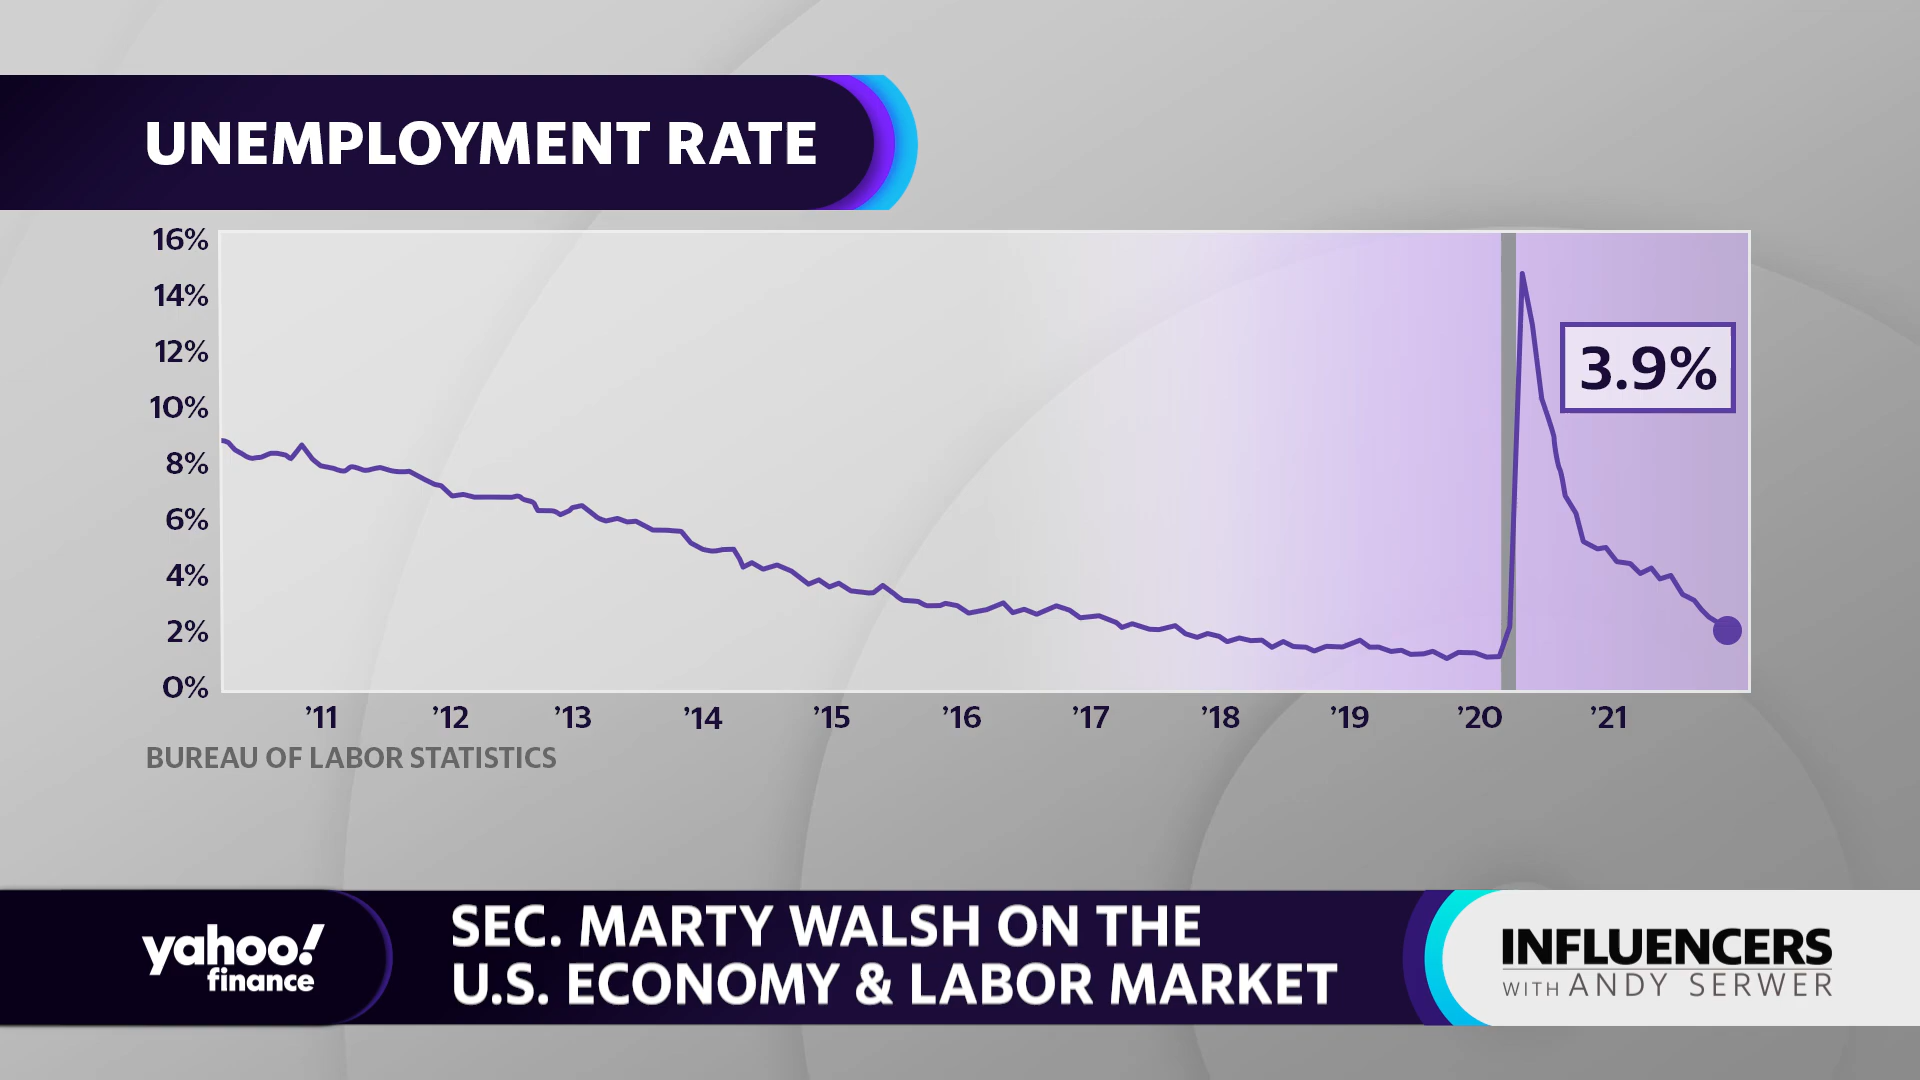 UNEMPLOYMENT RATE
16%
14%
12%
10%
8%
6%
4%
2%
0%
3.9%
’11 ’12 ’13 ’14 ’15 ’16 ’17 ’18 ’19 ’20 ’21
BUREAU OF LABOR STATISTICS
yahoo!
finance
SEC. MARTY WALSH ON THE
U.S. ECONOMY & LABOR MARKET
INFLUENCERS
WITH ANDY SERWER